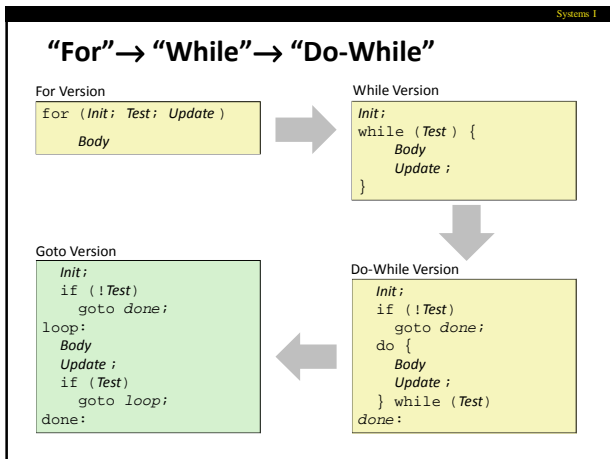 Systems I
“For”→ “While”→ “Do-While”
For Version
for (Init; Test; Update )
Body
While Version
Init;
while (Test ) {
Body
Update ;
}
Do-While Version
Init;
if (!Test)
goto done;
do {
Body
Update ;
} while (Test)
done:
Goto Version
Init;
if (!Test)
goto done;
loop:
Body
Update ;
if (Test)
goto loop;
done: